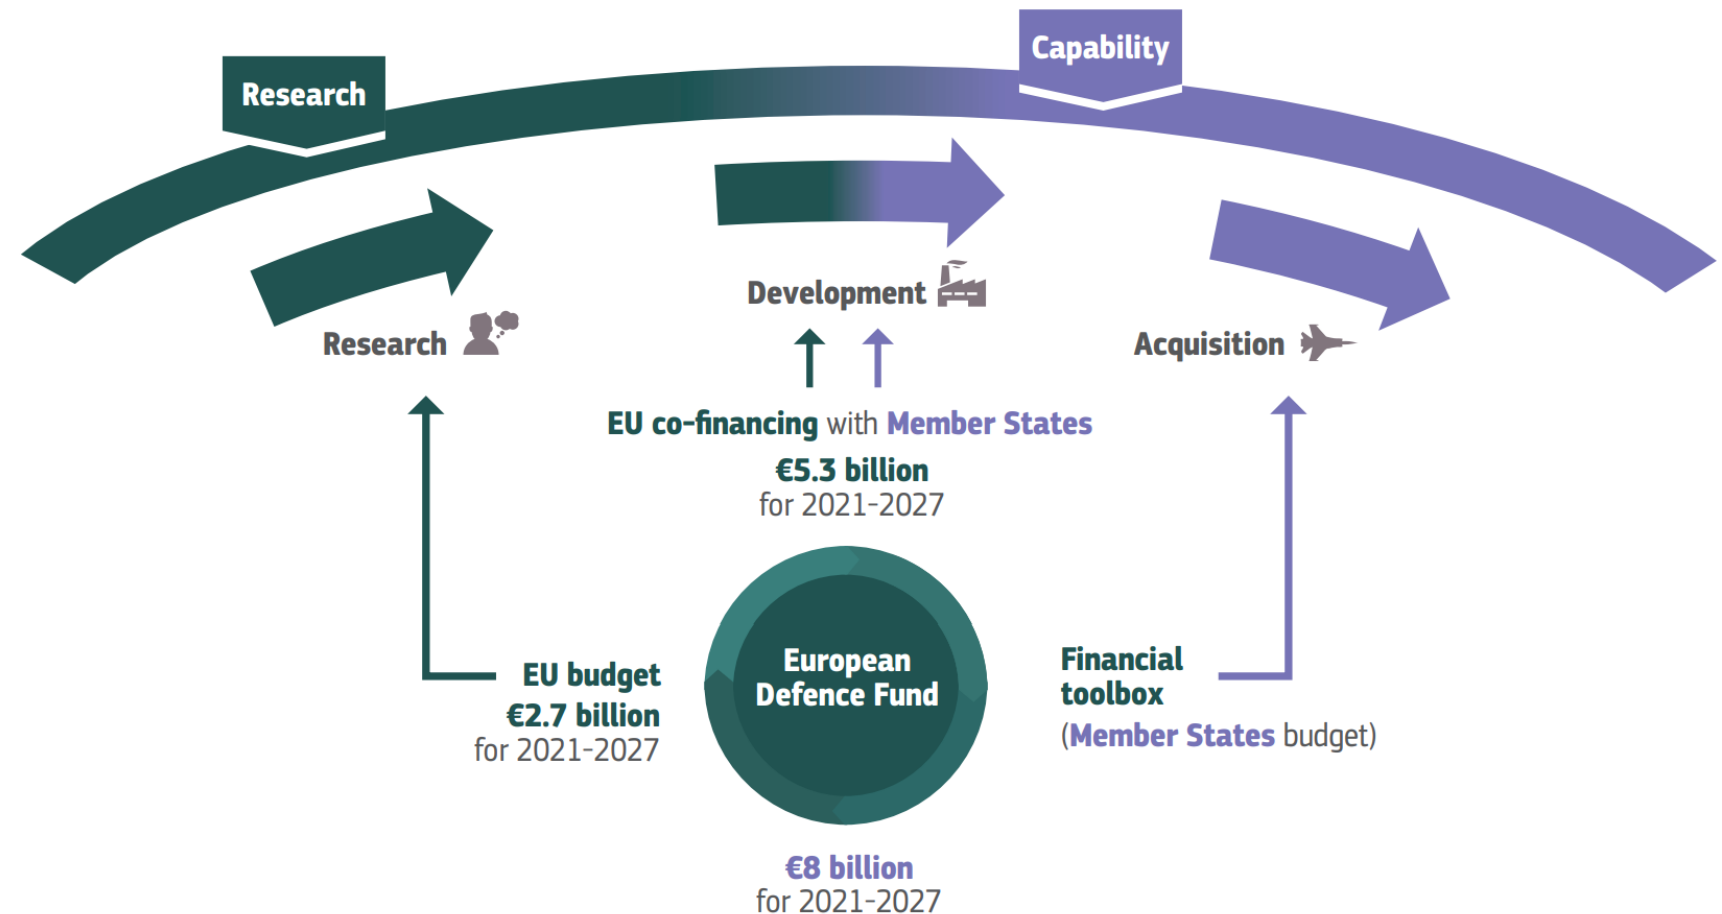 Research
Capability
Research
Development
Acquisition
EU co-financing with Member States
€5.3 billion
for 2021-2027
EU budget
€2.7 billion
for 2021-2027
European
Defence Fund
Financial
toolbox
(Member States budget)
€8 billion
for 2021-2027